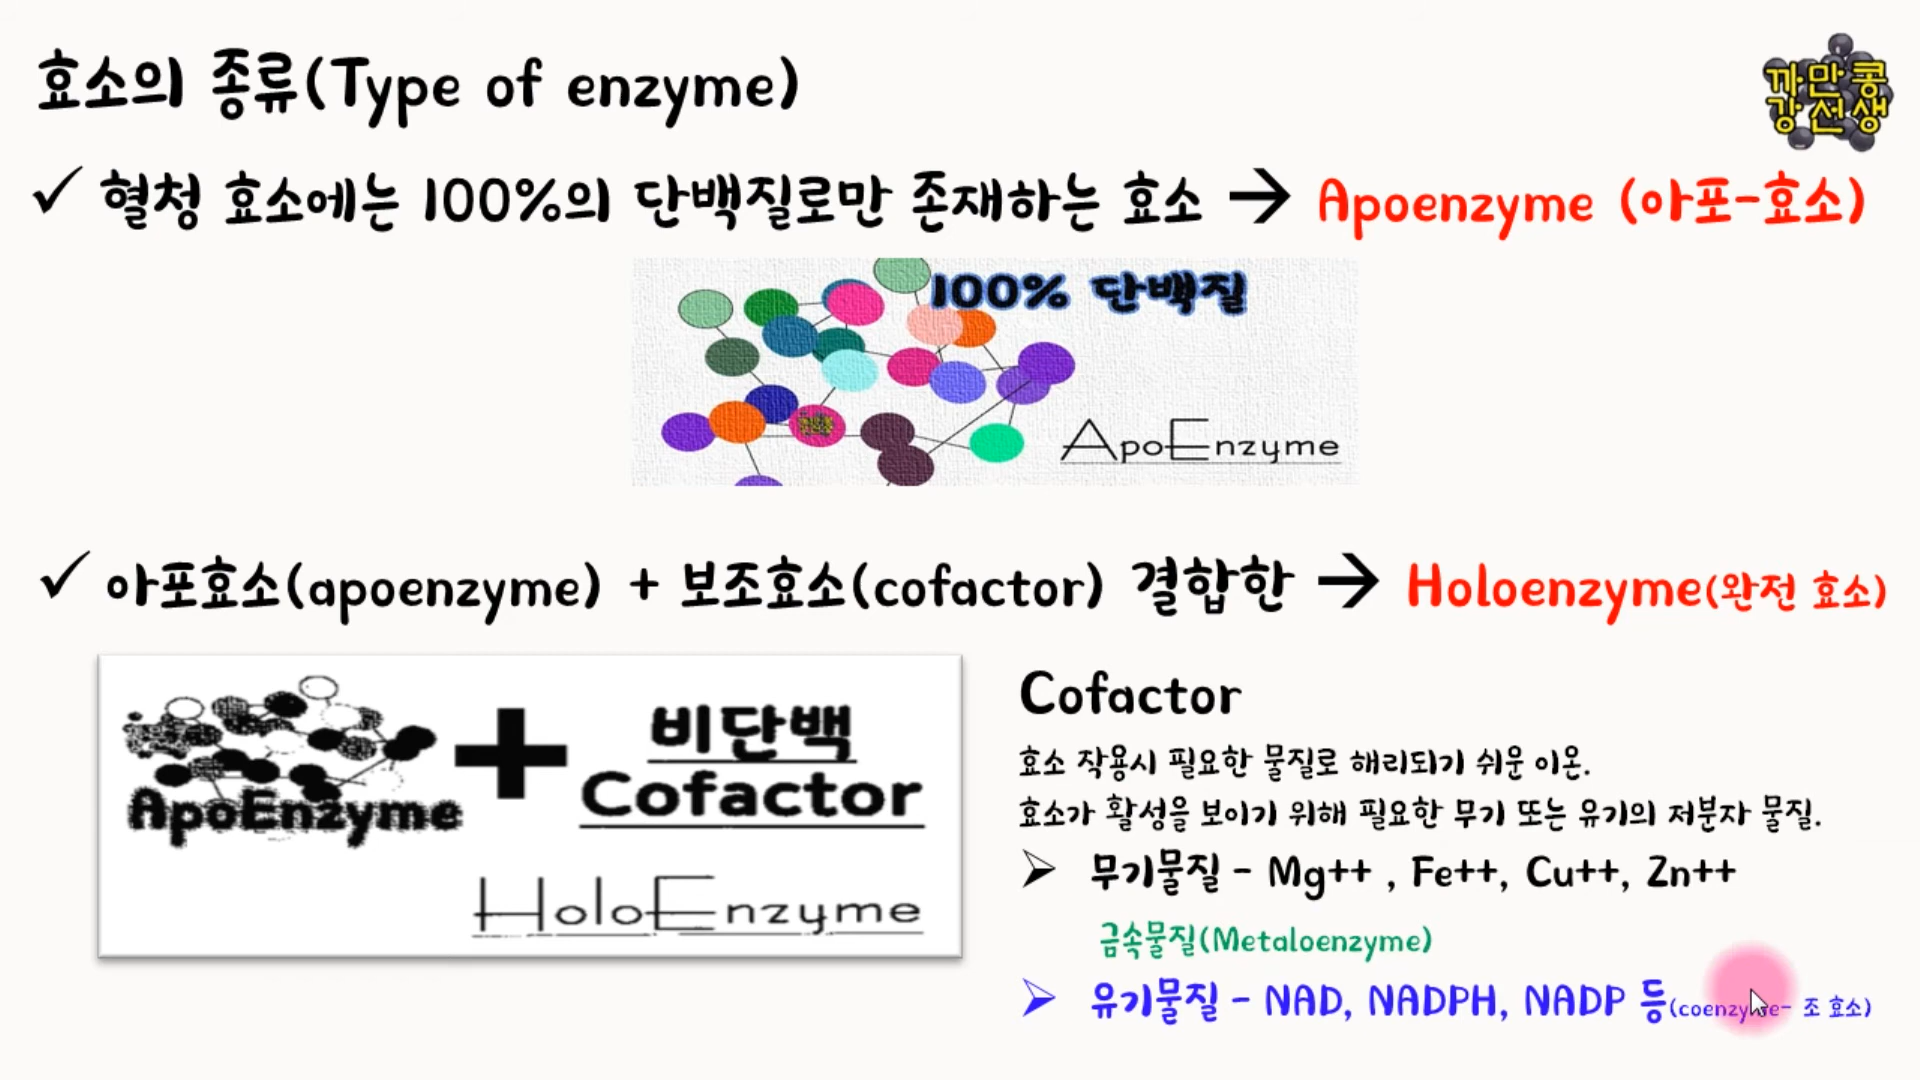 효소의 종류(Type of enzyme)
까만콩
강선생
✓ 혈청 효소에는 100%의 단백질로만 존재하는 효소 → Apoenzyme (아포-효소)
100% 단백질
ApoEnzyme
✓ 아포효소(apoenzyme) + 보조효소(cofactor) 결합한 → Holoenzyme(완전 효소)
ApoEnzyme + 비단백
Cofactor
HoloEnzyme
Cofactor
효소 작용시 필요한 물질로 해리되기 쉬운 이온.
효소가 활성을 보이기 위해 필요한 무기 또는 유기의 저분자 물질.
➢ 무기물질 - Mg++ , Fe++, Cu++, Zn++
금속물질(Metaloenzyme)
➢ 유기물질 - NAD, NADPH, NADP 등(coenzyme- 조 효소)